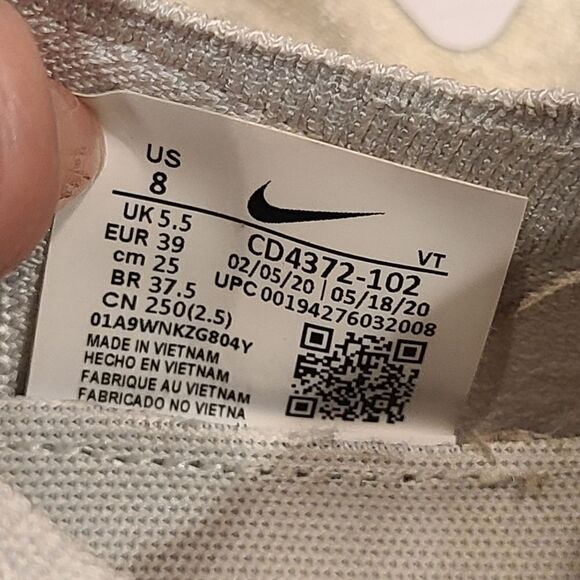 US
8
UK 5.5
EUR 39
cm 25
BR 37.5
CN 250(2.5)
01A9WNKZG804Y
MADE IN VIETNAM
HECHO EN VIETNAM
FABRIQUE AU VIETNAM
FABRICADO NO VIETNA
VT
CD4372-102
02/05/20 | 05/18/20
UPC 00194276032008